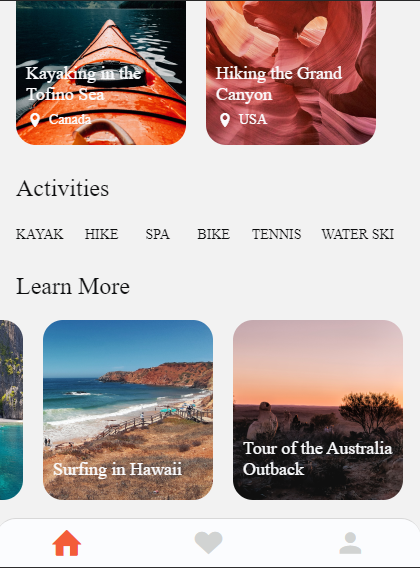 Kayaking in the
Tofino Sea
Canada
Hiking the Grand
Canyon
USA
Activities
KAYAK HIKE SPA BIKE TENNIS WATER SKI
Learn More
Surfing in Hawaii
Tour of the Australia
Outback